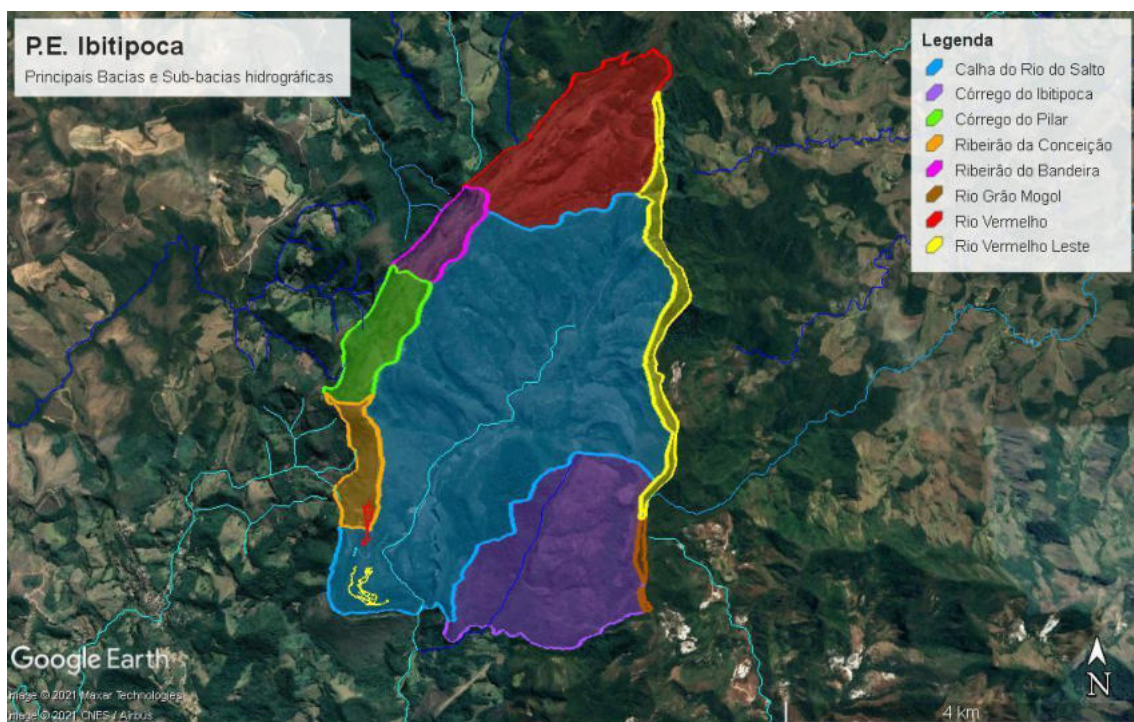 P.E. Ibitipoca
Principais Bacias e Sub-bacias hidrográficas
Legenda
Calha do Rio do Salto
Córrego do Ibitipoca
Córrego do Pilar
Ribeirão da Conceição
Ribeirão do Bandeira
Rio Grão Mogol
Rio Vermelho
Rio Vermelho Leste
Google Earth
Image © 2021 Maxar Technologies
Image © 2021 CNES / Airbus
N
4 km